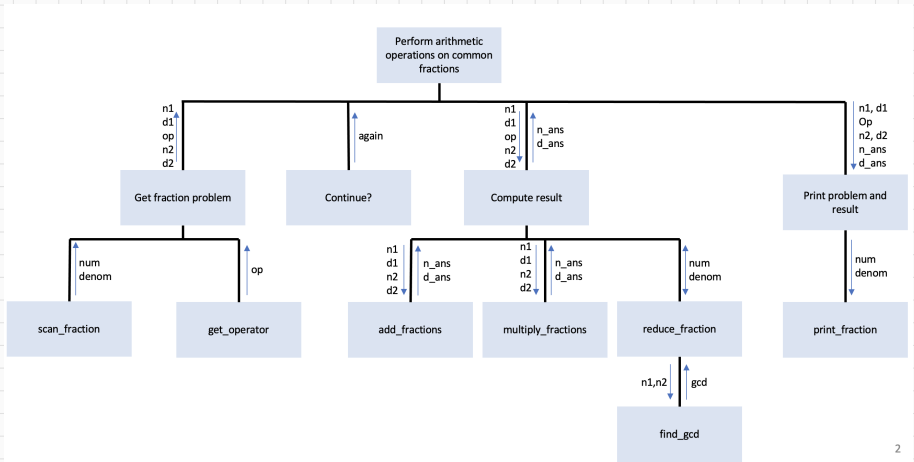 Perform arithmetic
operations on common
fractions
n1
d1
op
n2
d2
again
n1
d1
op
n2
d2
n_ans
d_ans
n1, d1
Op
n2, d2
n_ans
d_ans
Get fraction problem
Continue?
Compute result
Print problem and
result
num
denom
op
n1
d1
n2
d2
n_ans
d_ans
n1
d1
n2
d2
n_ans
d_ans
num
denom
num
denom
scan_fraction
get_operator
add_fractions
multiply_fractions
reduce_fraction
print_fraction
n1,n2
gcd
find_gcd
2